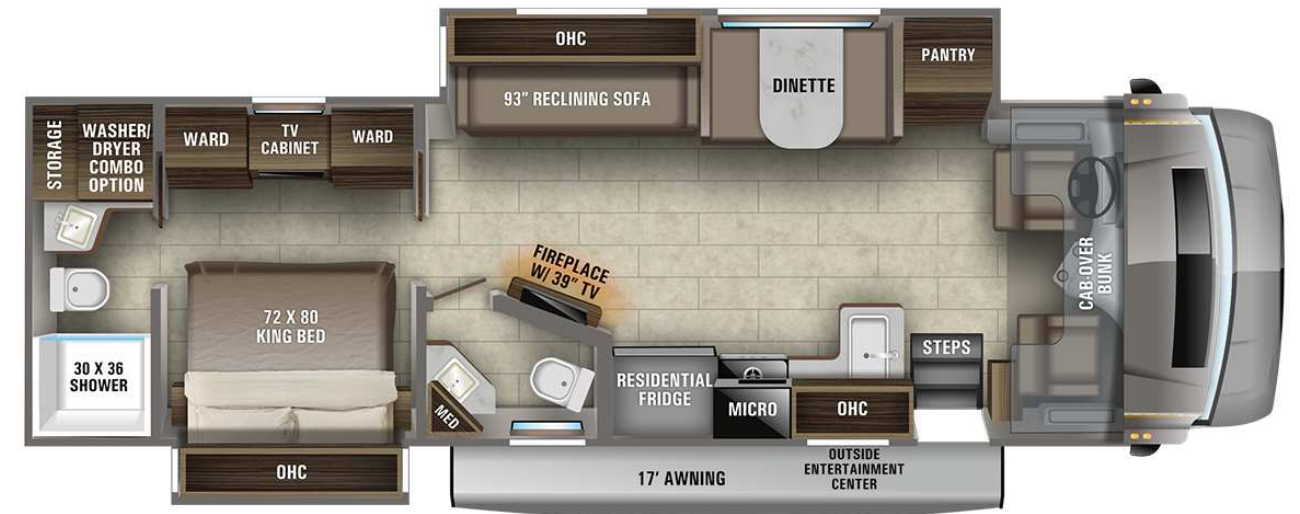 OHC
PANTRY
DINETTE
93” RECLINING SOFA
STORAGE
WASHER/
DRYER
COMBO
OPTION
WARD
TV
CABINET
WARD
CAB-OVER
BUNK
FIREPLACE
W/ 39” TV
72 X 80
KING BED
30 X 36
SHOWER
STEPS
RESIDENTIAL
FRIDGE
MICRO
OHC
MED
OHC
17’ AWNING
OUTSIDE
ENTERTAINMENT
CENTER